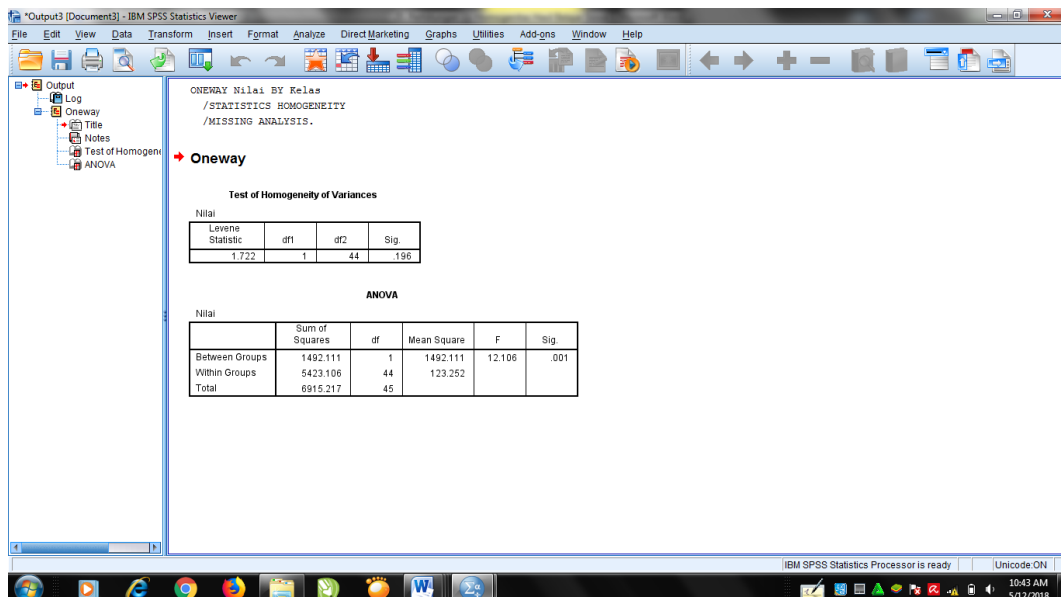 *Output3 [Document3] - IBM SPSS Statistics Viewer
File Edit View Data Transform Insert Format Analyze Direct Marketing Graphs Utilities Add-ons Window Help
Output
Log
Oneway
Title
Notes
Test of Homogene
ANOVA
ONEWAY Nilai BY Kelas
/STATISTICS HOMOGENEITY
/MISSING ANALYSIS.
Oneway
Test of Homogeneity of Variances
Nilai
Levene Statistic df1 df2 Sig.
1.722 1 44 .196
ANOVA
Nilai
Sum of Squares df Mean Square F Sig.
Between Groups 1492.111 1 1492.111 12.106 .001
Within Groups 5423.106 44 123.252
Total 6915.217 45
IBM SPSS Statistics Processor is ready Unicode:ON
10:43 AM
5/12/2018